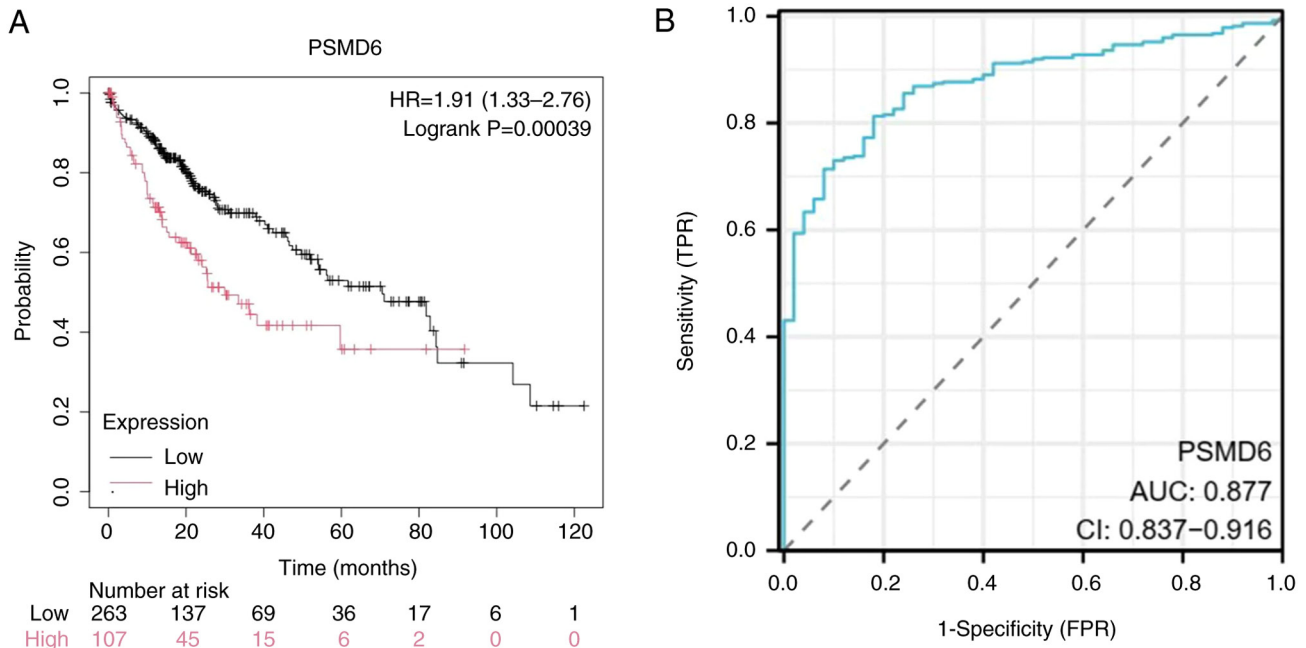 A
PSMD6
HR=1.91 (1.33–2.76)
Logrank P=0.00039
Probability
1.0
0.8
0.6
0.4
0.2
0.0
Expression
Low
High
0 20 40 60 80 100 120
Time (months)
Number at risk
Low 263 137 69 36 17 6 1
High 107 45 15 6 2 0 0
B
Sensitivity (TPR)
1.0
0.8
0.6
0.4
0.2
0.0
PSMD6
AUC: 0.877
CI: 0.837–0.916
0.0 0.2 0.4 0.6 0.8 1.0
1-Specificity (FPR)